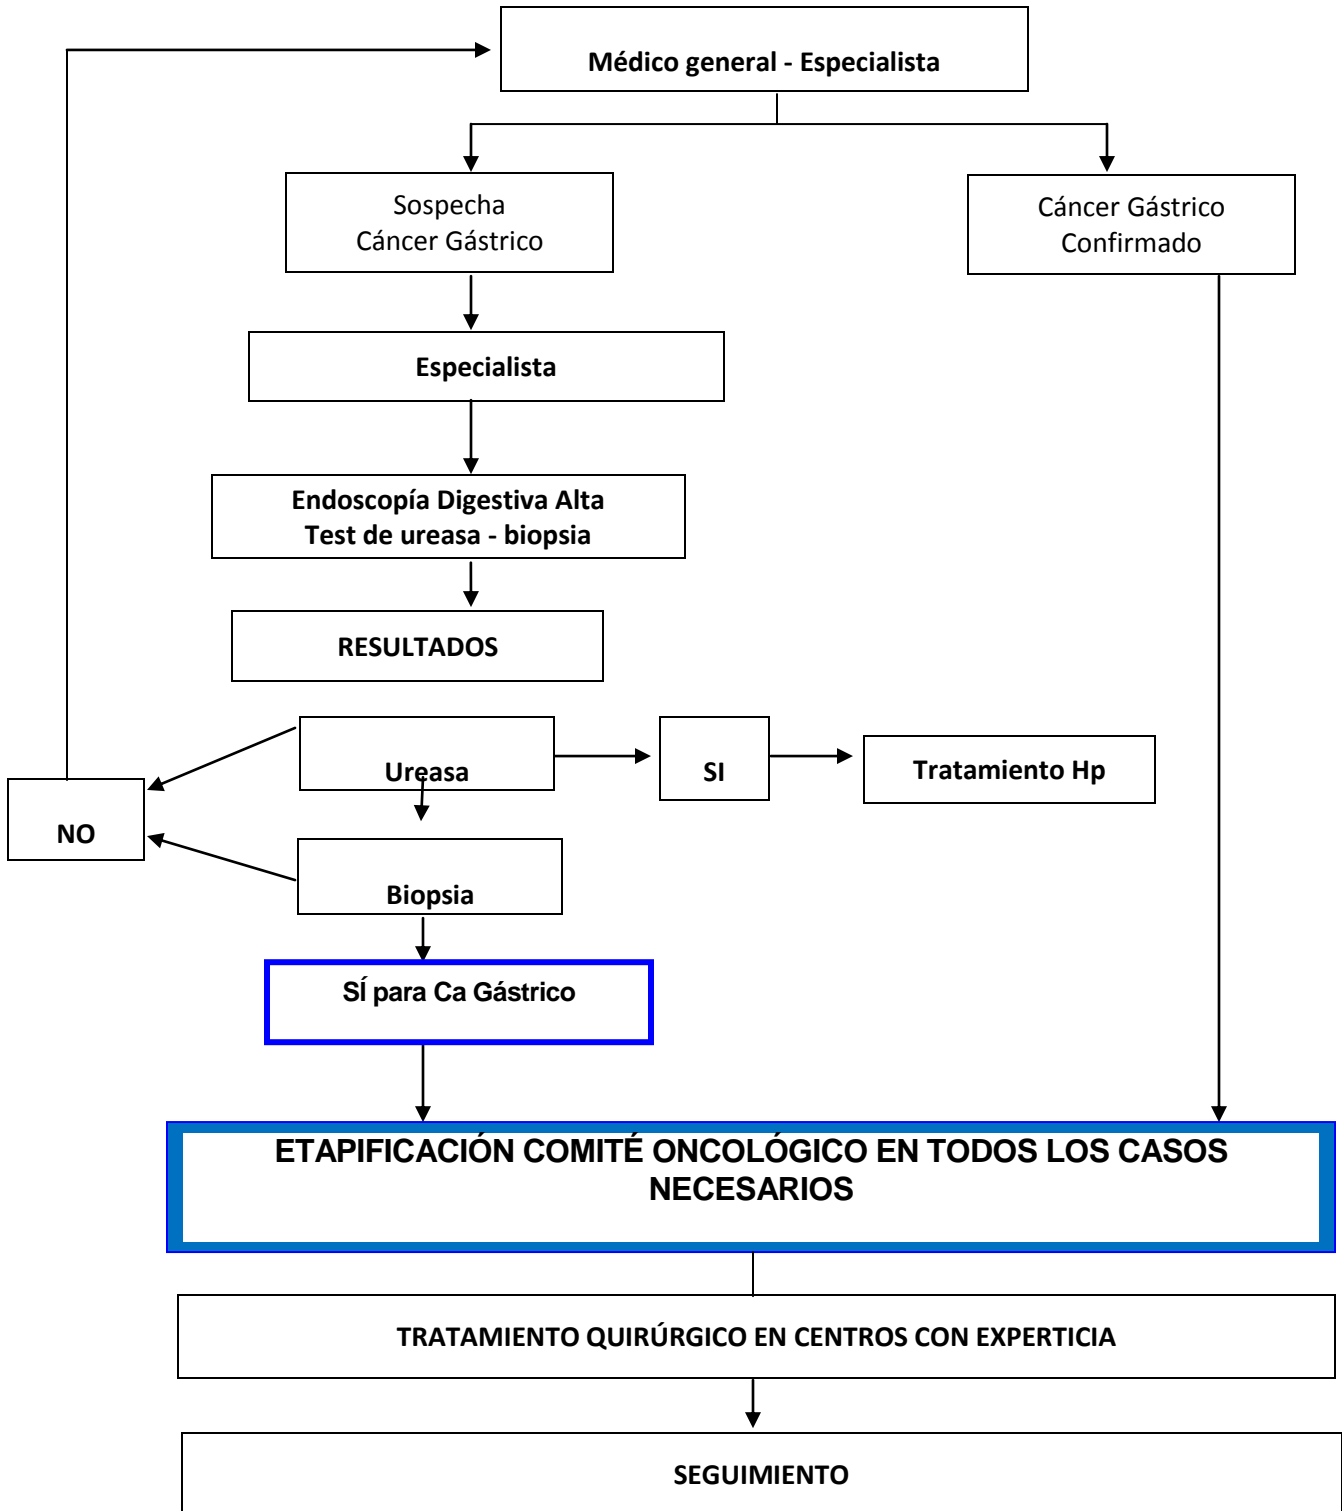 Médico general - Especialista
Sospecha
Cáncer Gástrico
Cáncer Gástrico
Confirmado
Especialista
Endoscopía Digestiva Alta
Test de ureasa - biopsia
RESULTADOS
Ureasa
SI
Tratamiento Hp
NO
Biopsia
SÍ para Ca Gástrico
ETAPIFICACIÓN COMITÉ ONCOLÓGICO EN TODOS LOS CASOS
NECESARIOS
TRATAMIENTO QUIRÚRGICO EN CENTROS CON EXPERTICIA
SEGUIMIENTO